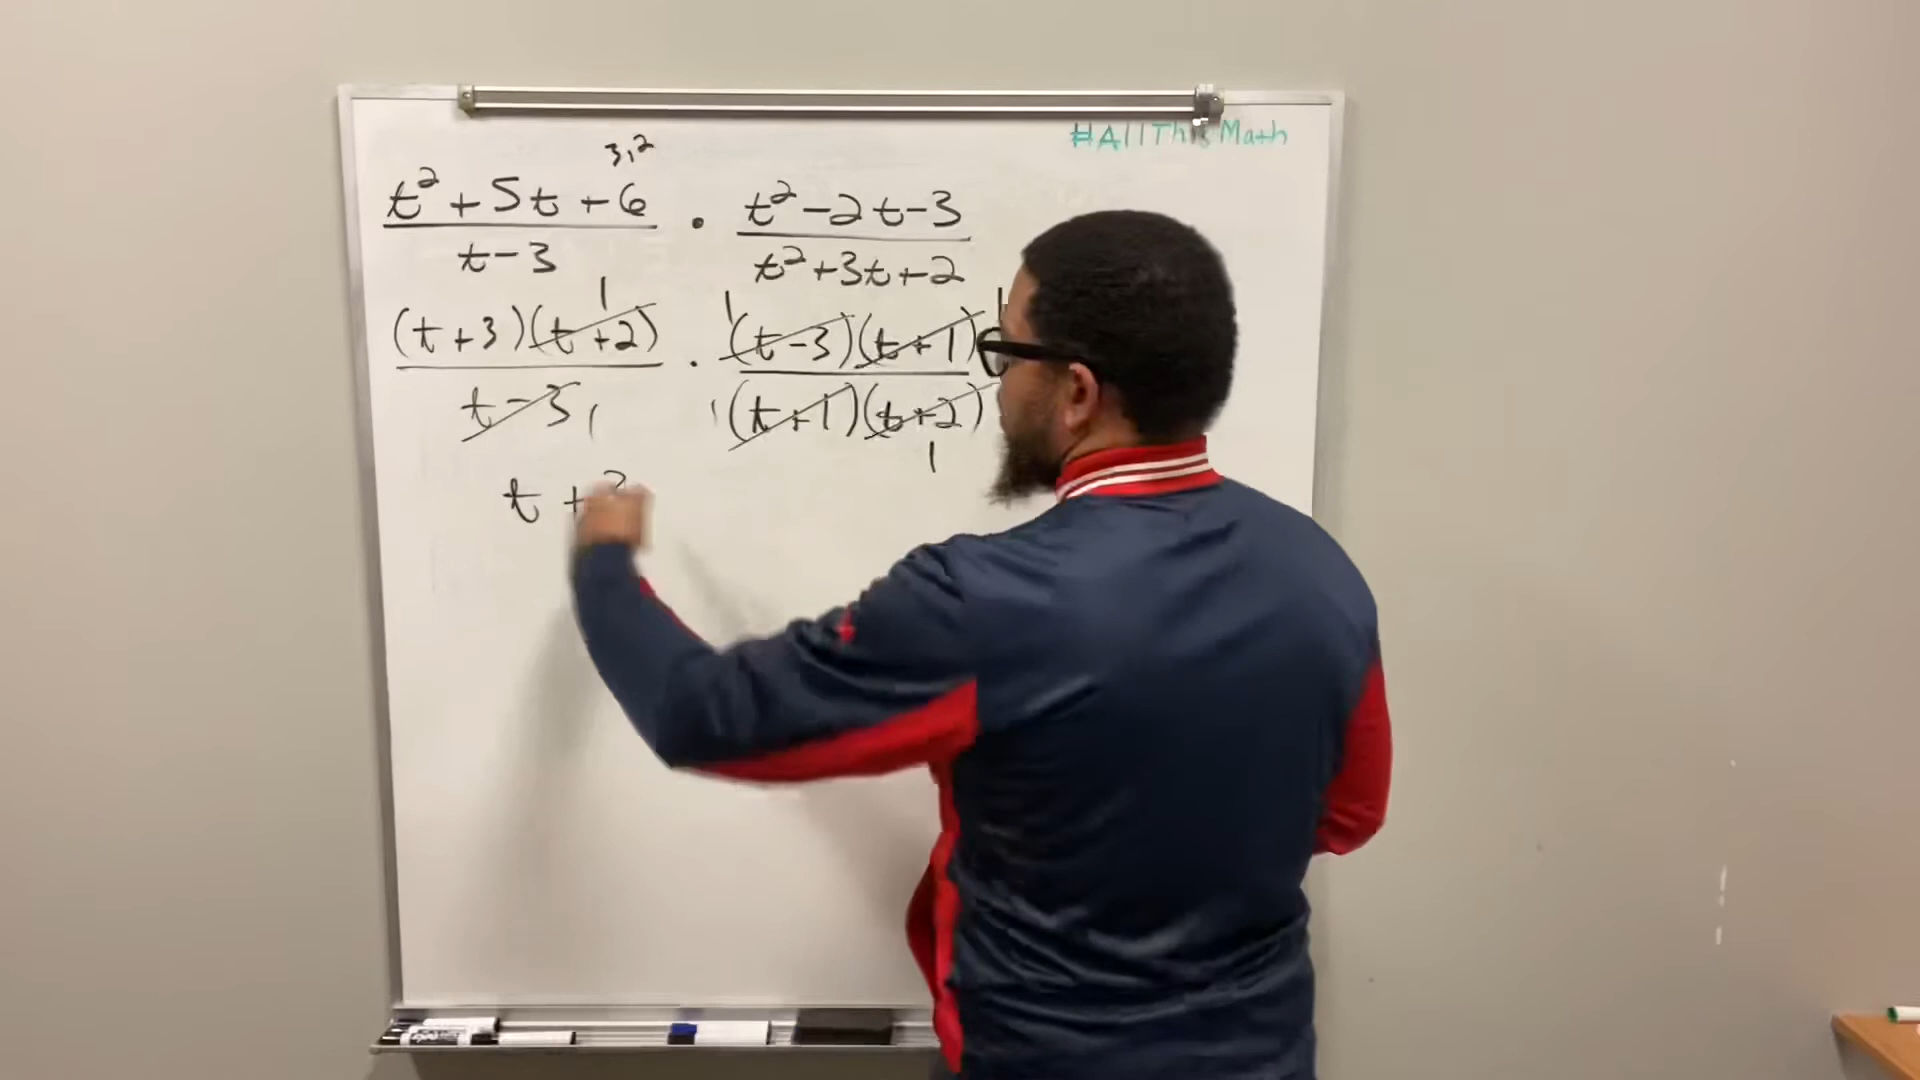 #AllThisMath
3,2
t² + 5t + 6 · t² - 2t - 3
t - 3 t² + 3t + 2
1 1 1
(t + 3)(t + 2) · (t - 3)(t + 1)
t - 3 1 1 (t + 1)(t + 2)
1
t +